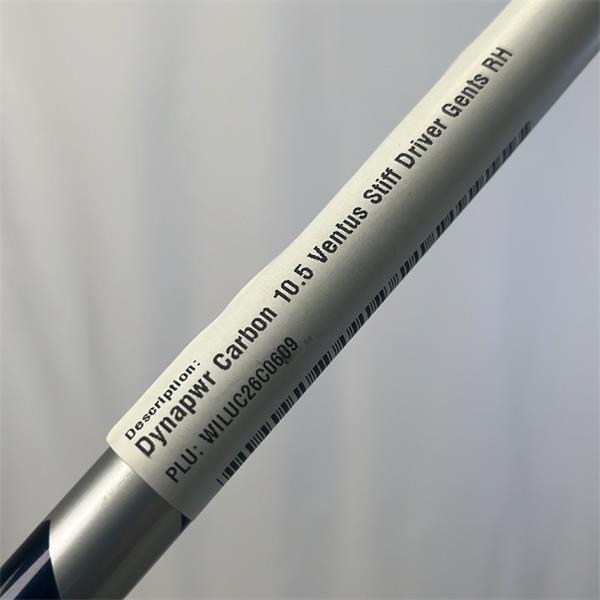 Description:
Dynapwr Carbon 10.5 Ventus Stiff Driver Gents RH
PLU: WILUC26C0609